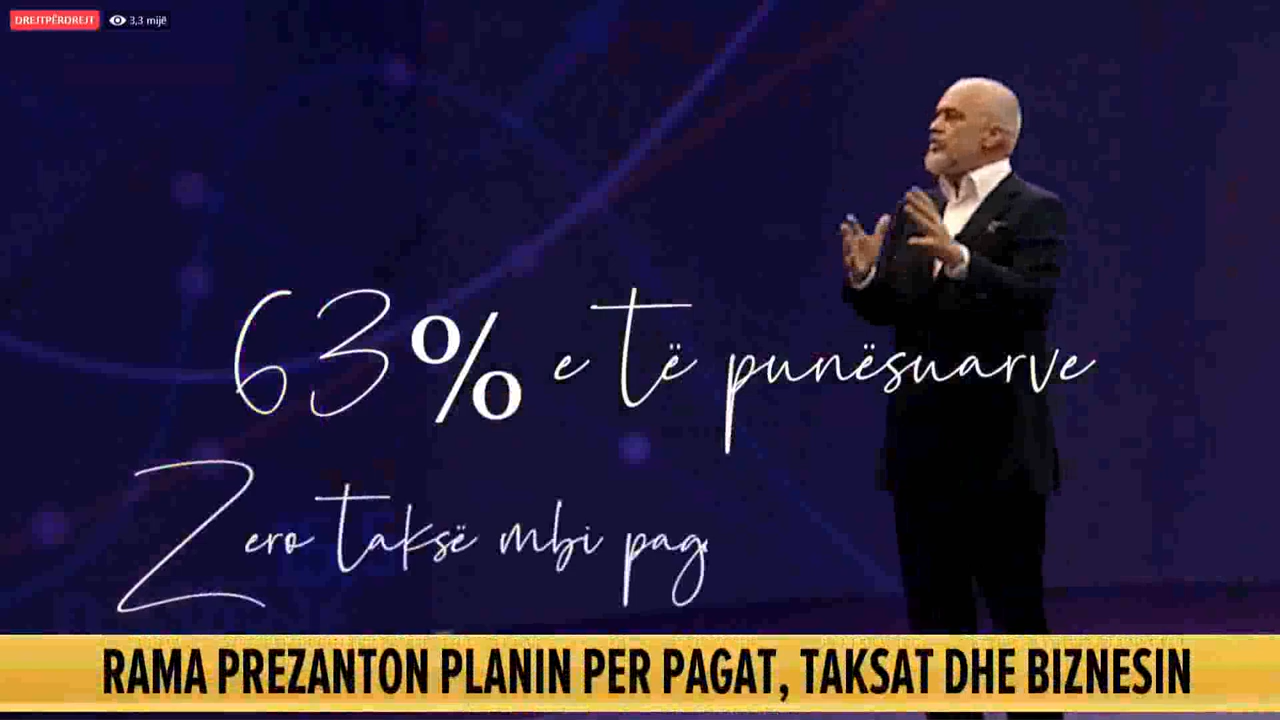 DREJTPËRDREJT 3,3 mijë
63% e të punësuarve
Zero taksë mbi pag
RAMA PREZANTON PLANIN PER PAGAT, TAKSAT DHE BIZNESIN